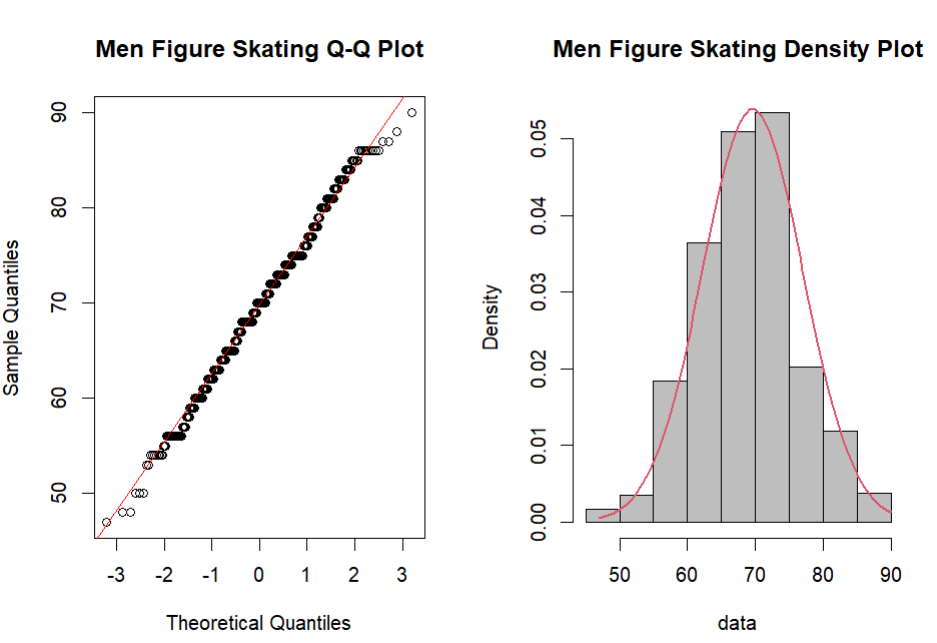 Men Figure Skating Q-Q Plot
Sample Quantiles
90
80
70
60
50
-3 -2 -1 0 1 2 3
Theoretical Quantiles
Men Figure Skating Density Plot
Density
0.05
0.04
0.03
0.02
0.01
0.00
50 60 70 80 90
data